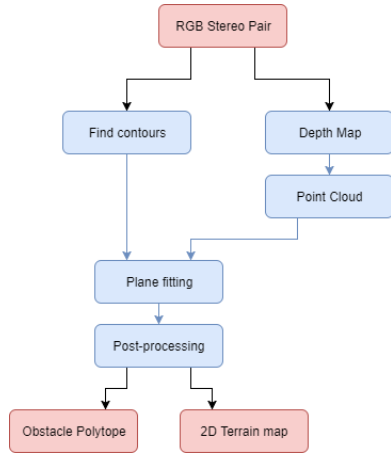 RGB Stereo Pair
Find contours
Depth Map
Point Cloud
Plane fitting
Post-processing
Obstacle Polytope
2D Terrain map